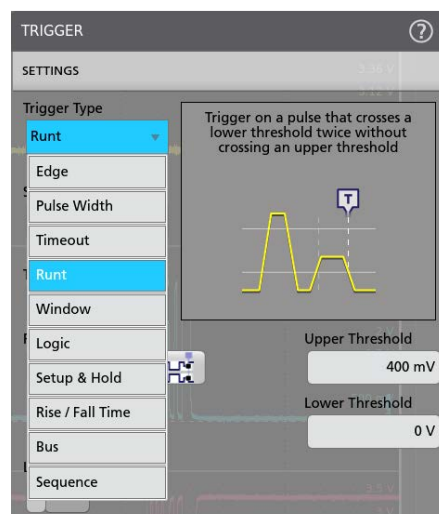 TRIGGER
?
SETTINGS
Trigger Type
Runt
Edge
Pulse Width
Timeout
Runt
Window
Logic
Setup & Hold
Rise / Fall Time
Bus
Sequence
Trigger on a pulse that crosses a
lower threshold twice without
crossing an upper threshold
T
Upper Threshold
400 mV
Lower Threshold
0 V